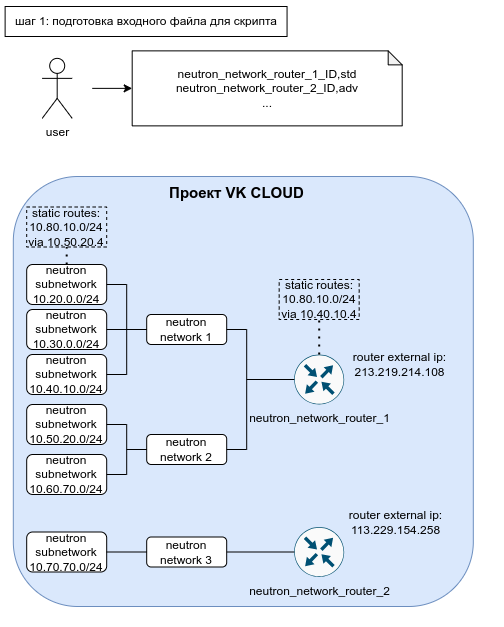 шаг 1: подготовка входного файла для скрипта
neutron_network_router_1_ID,std
neutron_network_router_2_ID,adv
...
user
Проект VK CLOUD
static routes:
10.80.10.0/24
via 10.50.20.4
neutron
subnetwork
10.20.0.0/24
neutron
subnetwork
10.30.0.0/24
neutron
subnetwork
10.40.10.0/24
neutron
network 1
static routes:
10.80.10.0/24
via 10.40.10.4
router external ip:
213.219.214.108
neutron_network_router_1
neutron
subnetwork
10.50.20.0/24
neutron
subnetwork
10.60.70.0/24
neutron
network 2
neutron
subnetwork
10.70.70.0/24
neutron
network 3
router external ip:
113.229.154.258
neutron_network_router_2